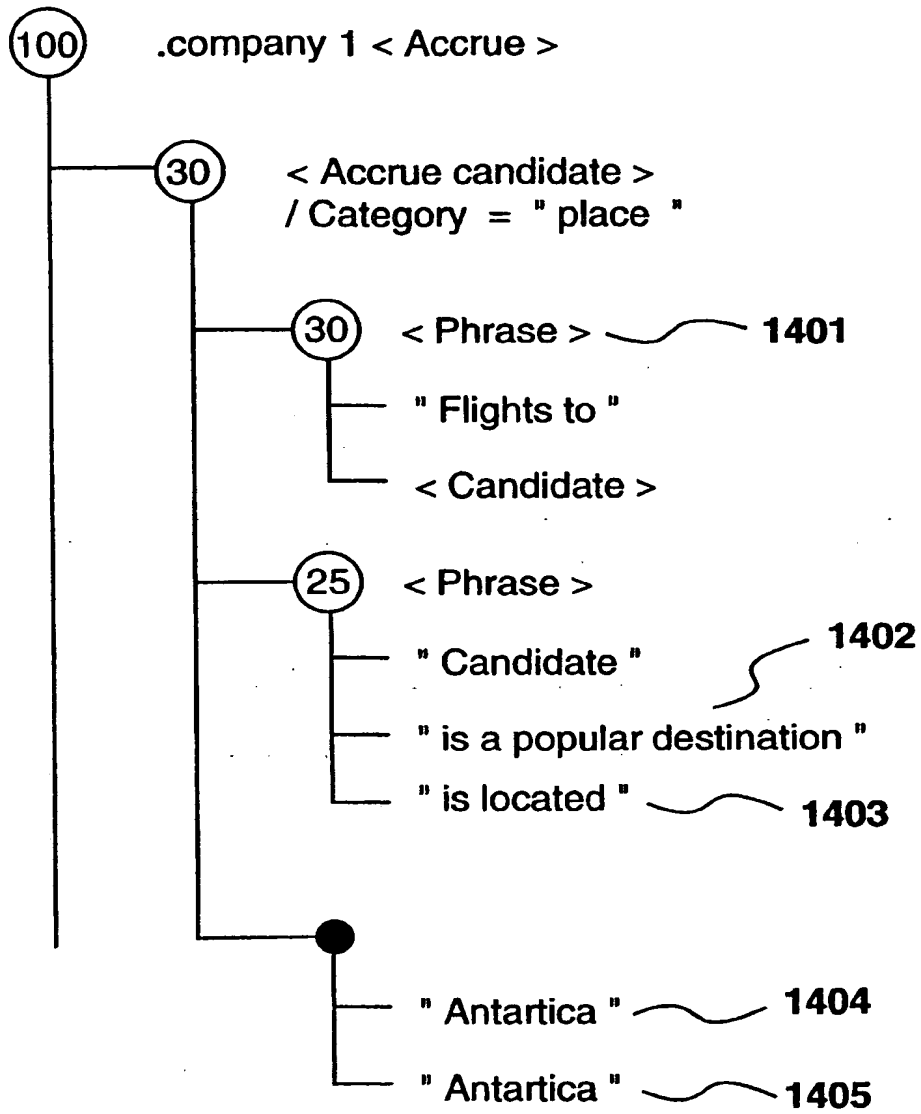 100 .company 1 < Accrue >
30 < Accrue candidate >
/ Category = " place "
30 < Phrase > 1401
" Flights to "
< Candidate >
25 < Phrase >
1402
" Candidate "
" is a popular destination "
" is located " 1403
" Antartica " 1404
" Antartica " 1405